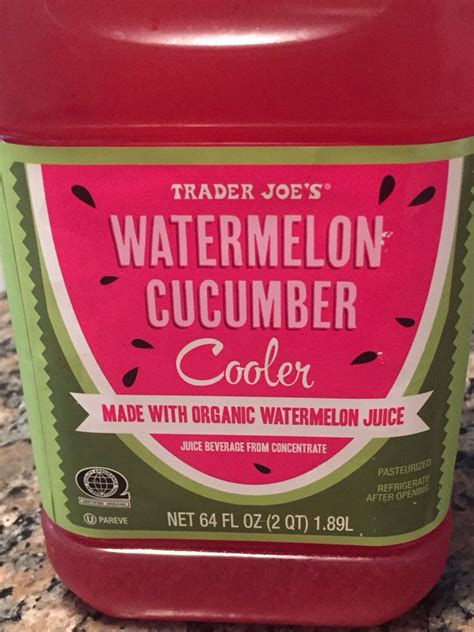 TRADER JOE'S®
WATERMELON
CUCUMBER
Cooler
MADE WITH ORGANIC WATERMELON JUICE
JUICE BEVERAGE FROM CONCENTRATE
PASTEURIZED
REFRIGERATE
AFTER OPENING
U PAREVE
NET 64 FL OZ (2 QT) 1.89L